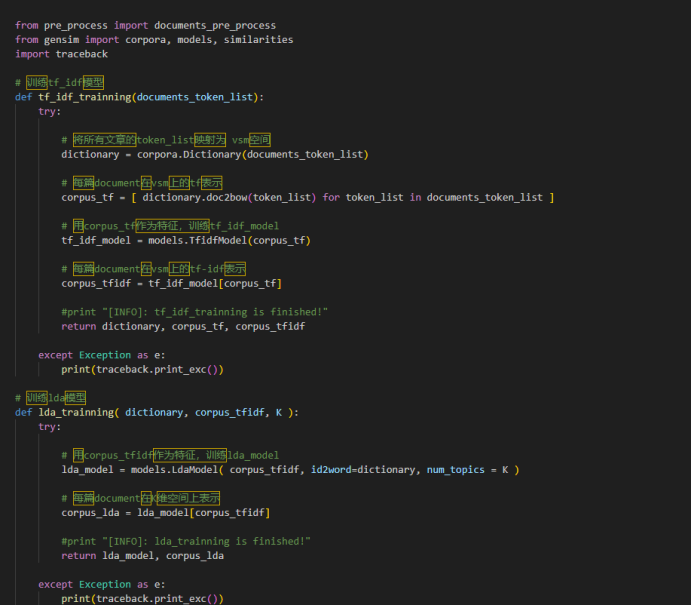 from pre_process import documents_pre_process
from gensim import corpora, models, similarities
import traceback
# 训练tf_idf模型
def tf_idf_trainning(documents_token_list):
try:
# 将所有文章的token_list映射为 vsm空间
dictionary = corpora.Dictionary(documents_token_list)
# 每篇document在vsm上的tf表示
corpus_tf = [ dictionary.doc2bow(token_list) for token_list in documents_token_list ]
# 用corpus_tf作为特征，训练tf_idf_model
tf_idf_model = models.TfidfModel(corpus_tf)
# 每篇document在vsm上的tf-idf表示
corpus_tfidf = tf_idf_model[corpus_tf]
#print "[INFO]: tf_idf_trainning is finished!"
return dictionary, corpus_tf, corpus_tfidf
except Exception as e:
print(traceback.print_exc())
# 训练lda模型
def lda_trainning( dictionary, corpus_tfidf, K ):
try:
# 用corpus_tfidf作为特征，训练lda_model
lda_model = models.LdaModel( corpus_tfidf, id2word=dictionary, num_topics = K )
# 每篇document在K维空间上表示
corpus_lda = lda_model[corpus_tfidf]
#print "[INFO]: lda_trainning is finished!"
return lda_model, corpus_lda
except Exception as e:
print(traceback.print_exc())